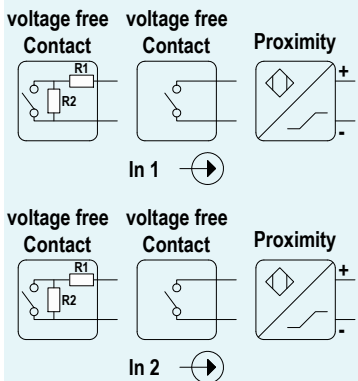 voltage free voltage free
Contact Contact Proximity
R1
R2
+
-
In 1
voltage free voltage free
Contact Contact Proximity
R1
R2
+
-
In 2